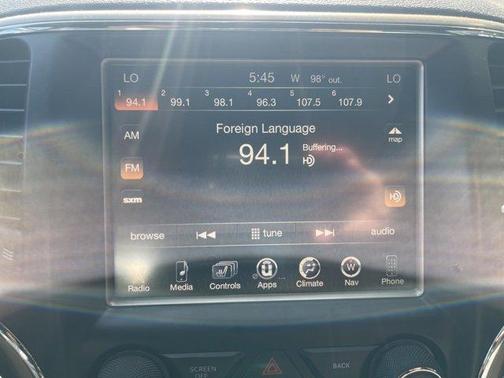 LO 5:45 W 98° out. LO
1 94.1 2 99.1 3 98.1 4 96.3 5 107.5 6 107.9
AM
Foreign Language
map
94.1 Buffering...
HD
FM
sxm
HD
browse tune audio
Radio Media Controls Apps Climate Nav Phone
W
SCREEN OFF BACK